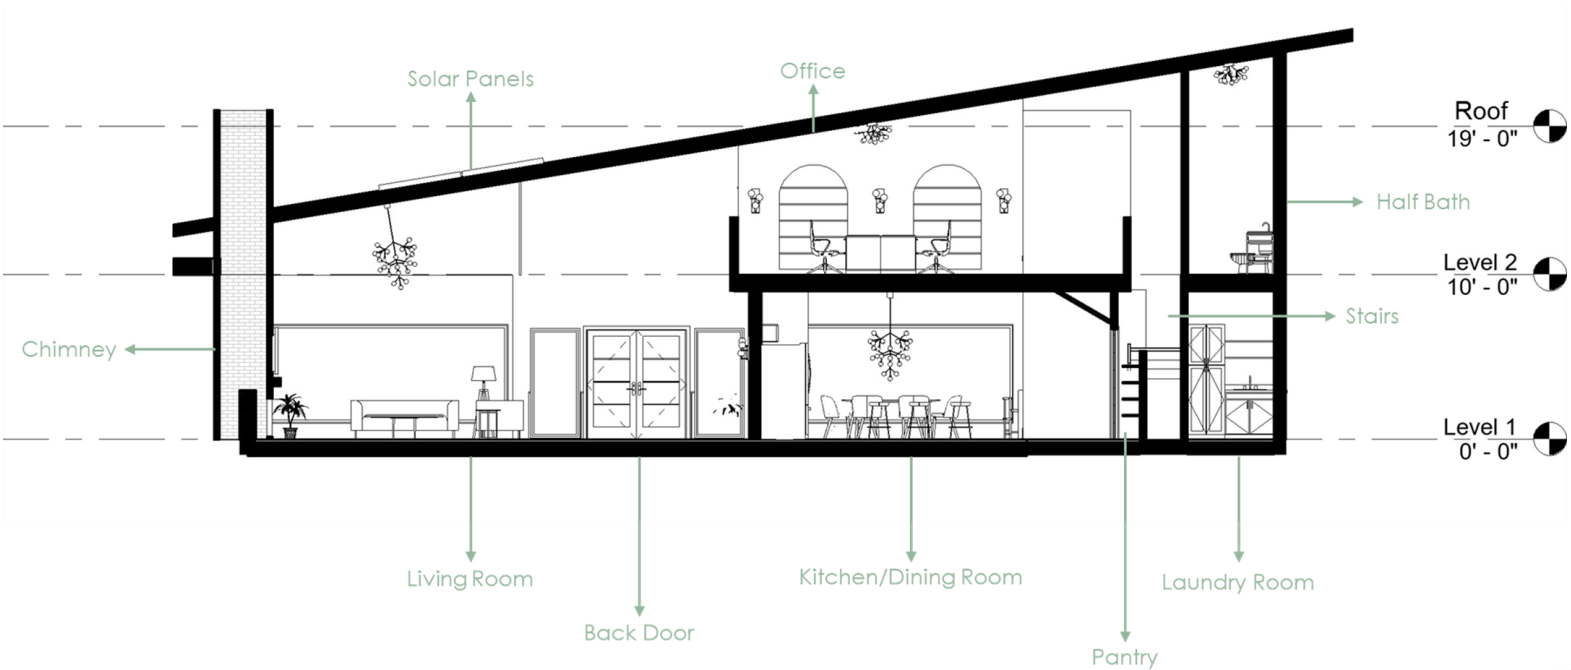 Solar Panels
Office
Roof
19' - 0"
Half Bath
Level 2
10' - 0"
Stairs
Chimney
Level 1
0' - 0"
Living Room
Kitchen/Dining Room
Laundry Room
Back Door
Pantry